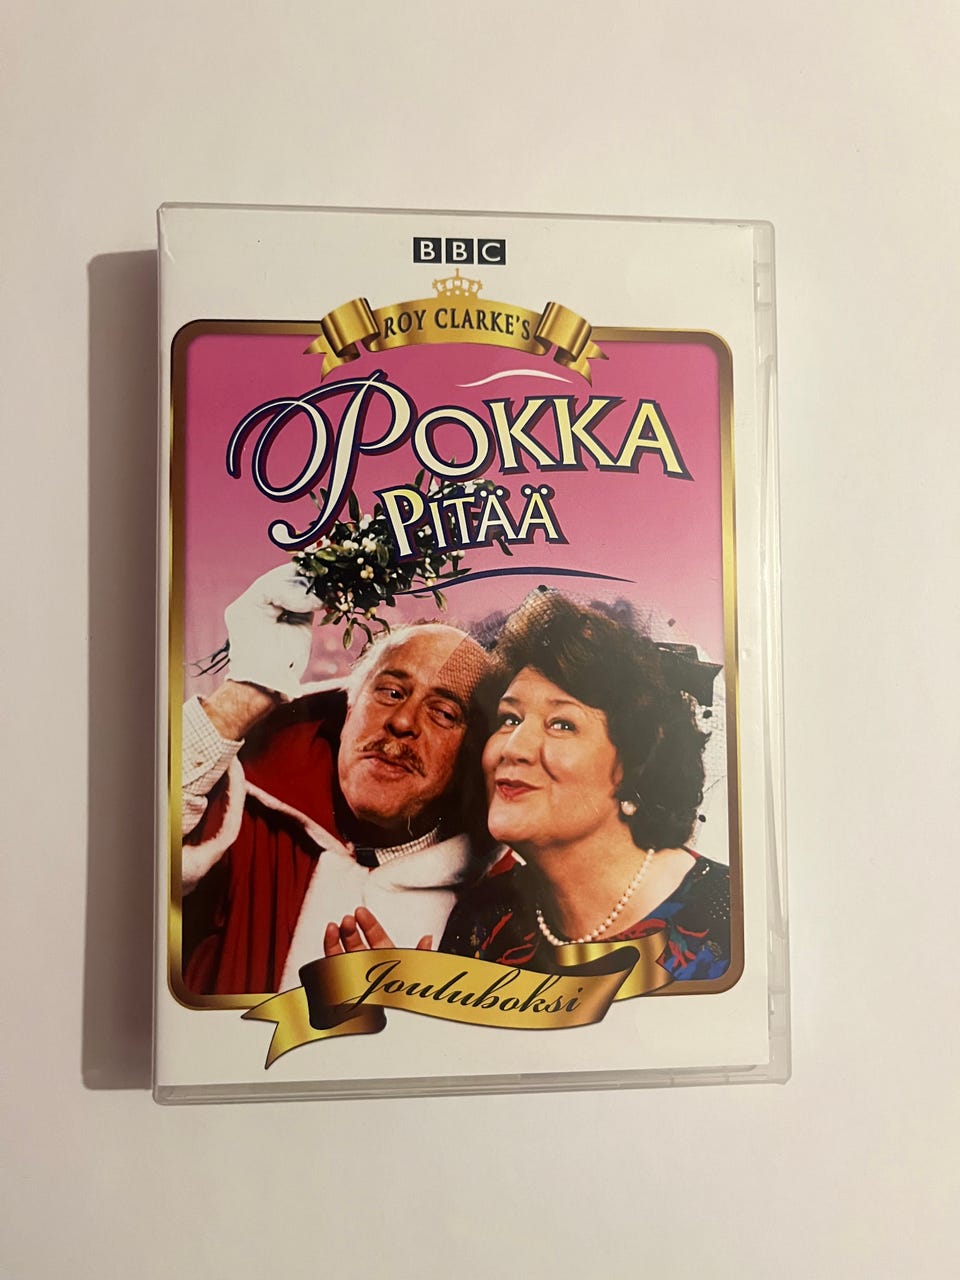 BBC
ROY CLARKE'S
POKKA
PITÄÄ
Jouluboksi